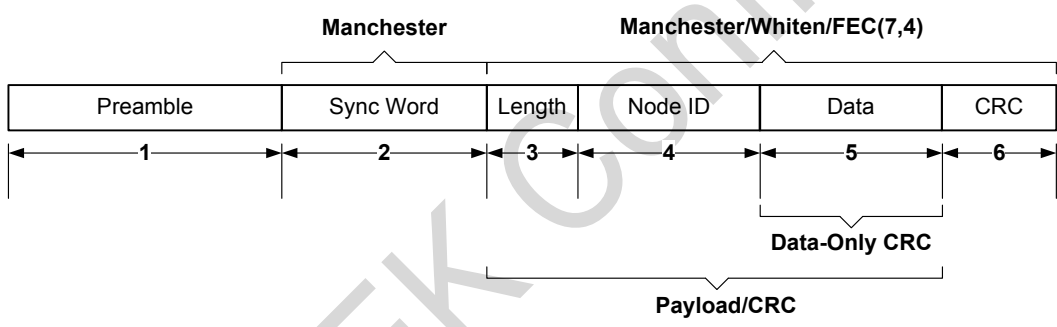 Manchester
Manchester/Whiten/FEC(7,4)
Preamble
Sync Word
Length
Node ID
Data
CRC
1
2
3
4
5
6
Data-Only CRC
Payload/CRC